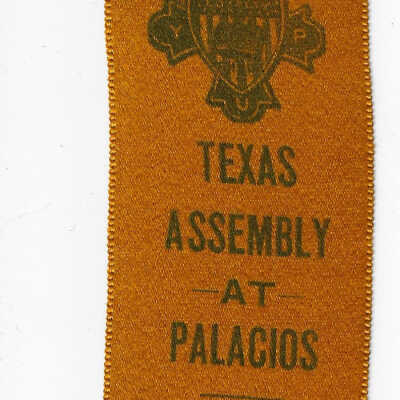 Y P
U
TEXAS
ASSEMBLY
—AT—
PALACIOS